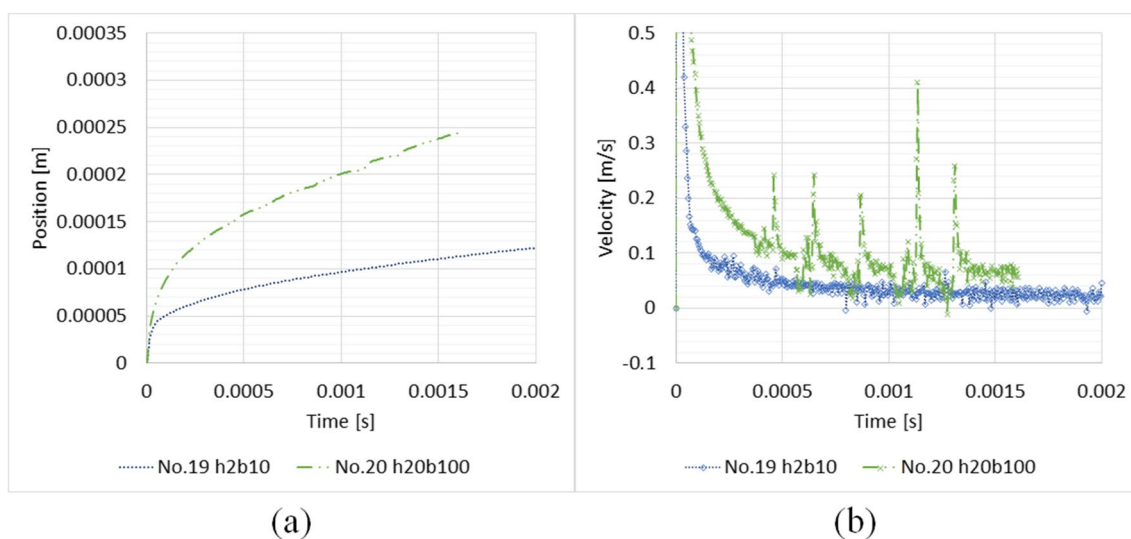 0.00035
0.0003
0.00025
0.0002
0.00015
0.0001
0.00005
0
Position [m]
0 0.0005 0.001 0.0015 0.002
Time [s]
No.19 h2b10 No.20 h20b100
(a)
0.5
0.4
0.3
0.2
0.1
0
-0.1
Velocity [m/s]
0 0.0005 0.001 0.0015 0.002
Time [s]
No.19 h2b10 No.20 h20b100
(b)